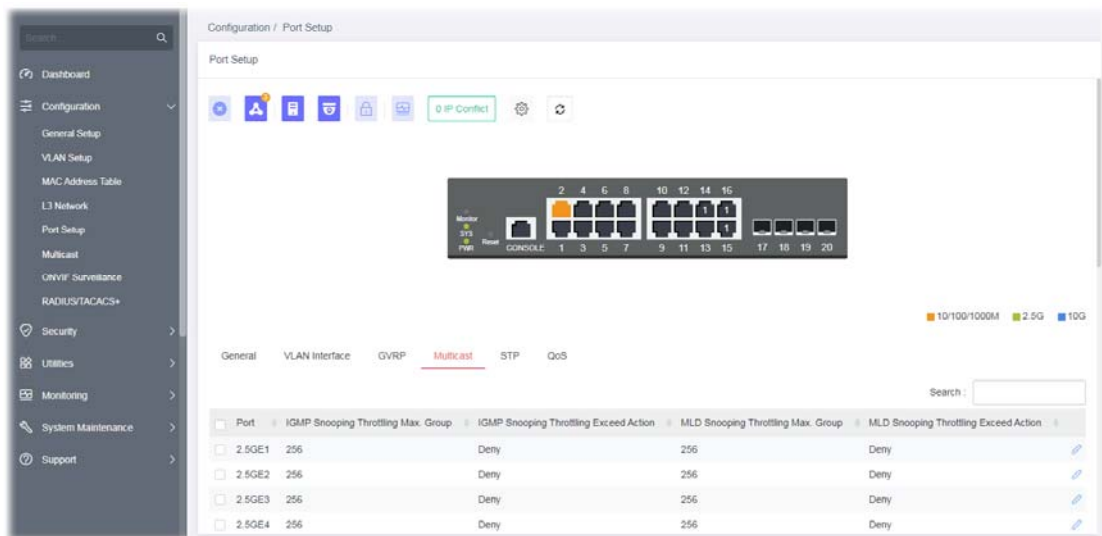 Search...
Dashboard
Configuration
General Setup
VLAN Setup
MAC Address Table
L3 Network
Port Setup
Multicast
ONVIF Surveillance
RADIUS/TACACS+
Security
Utilities
Monitoring
System Maintenance
Support
Configuration / Port Setup
Port Setup
0 IP Conflict
2 4 6 8 10 12 14 16
Monitor
SYS
PWR
Reset
CONSOLE
1 1
1
1 3 5 7 9 11 13 15 17 18 19 20
10/100/1000M 2.5G 10G
General VLAN Interface GVRP Multicast STP QoS
Search :
Port IGMP Snooping Throttling Max. Group IGMP Snooping Throttling Exceed Action MLD Snooping Throttling Max. Group MLD Snooping Throttling Exceed Action
2.5GE1 256 Deny 256 Deny
2.5GE2 256 Deny 256 Deny
2.5GE3 256 Deny 256 Deny
2.5GE4 256 Deny 256 Deny